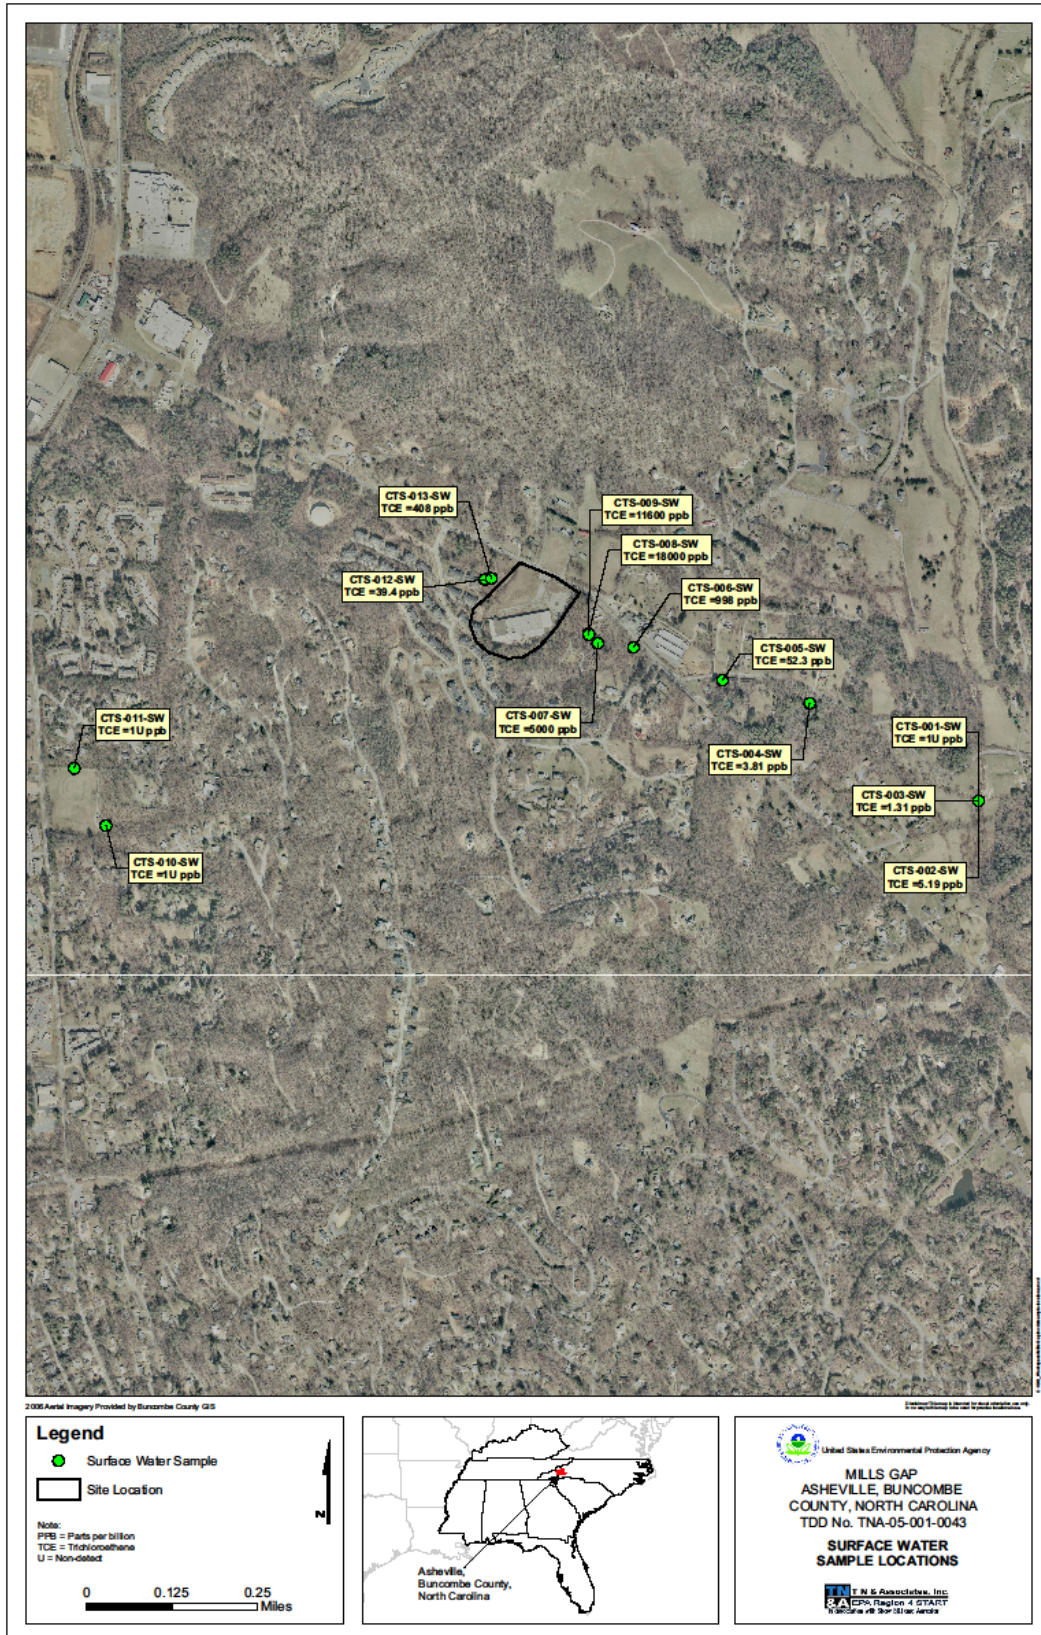 CTS-013-SW
TCE =408 ppb
CTS-009-SW
TCE =11600 ppb
CTS-008-SW
TCE =18000 ppb
CTS-012-SW
TCE =39.4 ppb
CTS-006-SW
TCE =998 ppb
CTS-005-SW
TCE =52.3 ppb
CTS-007-SW
TCE =5000 ppb
CTS-011-SW
TCE =1U ppb
CTS-001-SW
TCE =1U ppb
CTS-004-SW
TCE =3.81 ppb
CTS-003-SW
TCE =1.31 ppb
CTS-010-SW
TCE =1U ppb
CTS-002-SW
TCE =5.19 ppb
2006 Aerial Imagery Provided by Buncombe County GIS
Legend
Surface Water Sample
Site Location
N
Note:
PPB = Parts per billion
TCE = Trichloroethene
U = Non-detect
0 0.125 0.25
Miles
Asheville,
Buncombe County,
North Carolina
United States Environmental Protection Agency
MILLS GAP
ASHEVILLE, BUNCOMBE
COUNTY, NORTH CAROLINA
TDD No. TNA-05-001-0043
SURFACE WATER
SAMPLE LOCATIONS
TN
&A
T N & Associates, Inc.
EPA Region 4 START